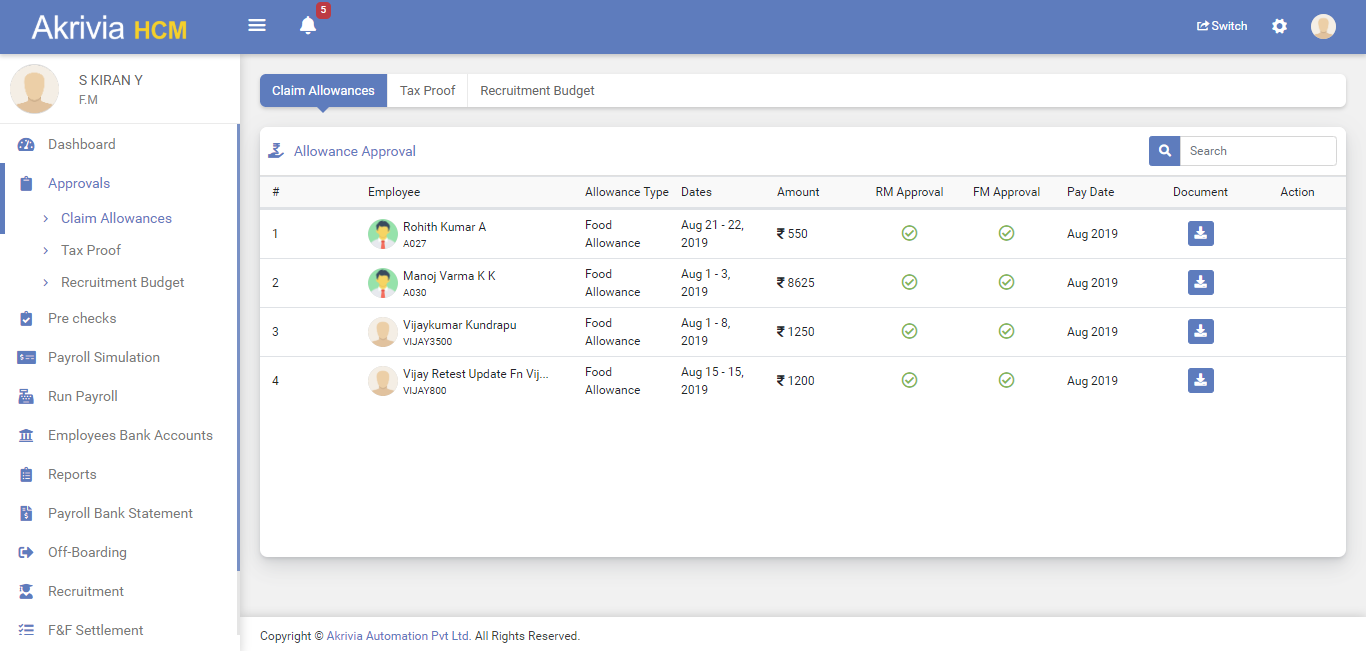 Akrivia HCM
5
Switch
S KIRAN Y
F.M
Dashboard
Approvals
Claim Allowances
Tax Proof
Recruitment Budget
Pre checks
Payroll Simulation
Run Payroll
Employees Bank Accounts
Reports
Payroll Bank Statement
Off-Boarding
Recruitment
F&F Settlement
Claim Allowances Tax Proof Recruitment Budget
Allowance Approval
Search
# Employee Allowance Type Dates Amount RM Approval FM Approval Pay Date Document Action
1 Rohith Kumar A Food Aug 21 - 22, ₹ 550 Aug 2019
A027 Allowance 2019
2 Manoj Varma K K Food Aug 1 - 3, ₹ 8625 Aug 2019
A030 Allowance 2019
3 Vijaykumar Kundrapu Food Aug 1 - 8, ₹ 1250 Aug 2019
VIJAY3500 Allowance 2019
4 Vijay Retest Update Fn Vij... Food Aug 15 - 15, ₹ 1200 Aug 2019
VIJAY800 Allowance 2019
Copyright © Akrivia Automation Pvt Ltd. All Rights Reserved.